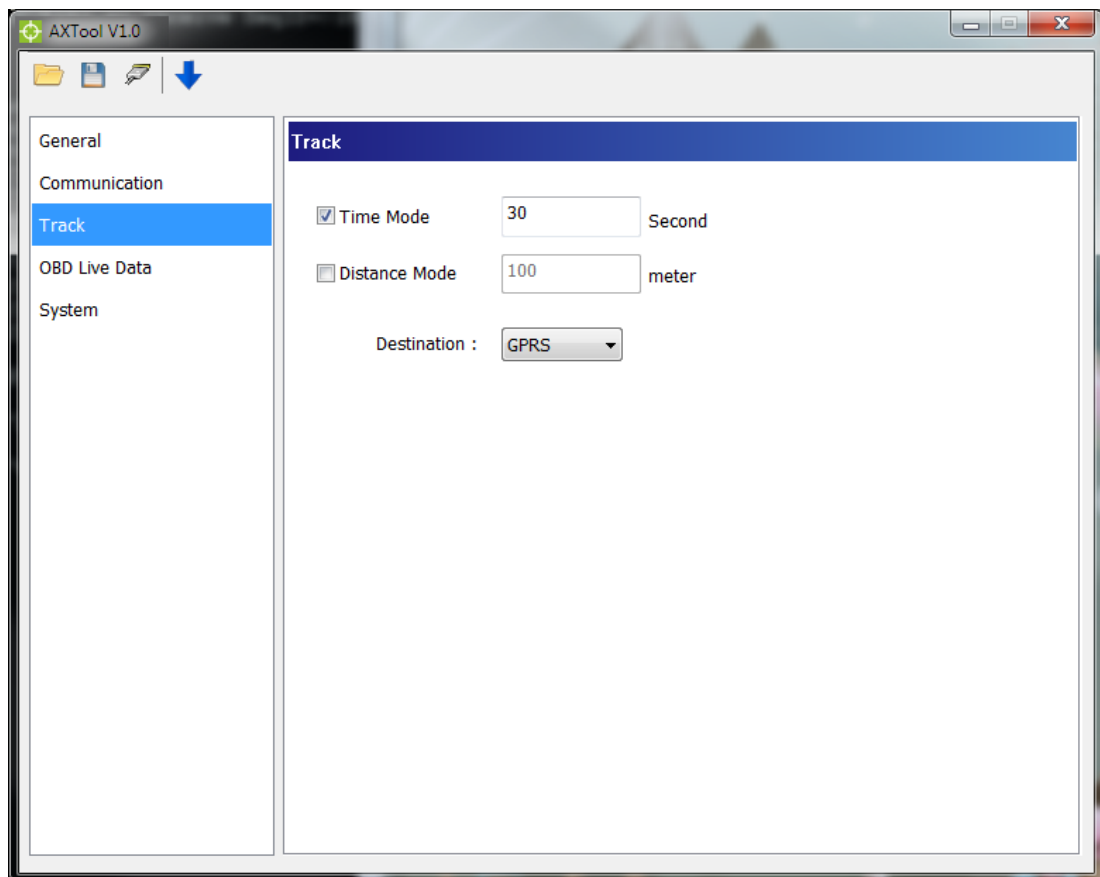 AXTool V1.0
General
Communication
Track
OBD Live Data
System
Track
Time Mode 30 Second
Distance Mode 100 meter
Destination : GPRS